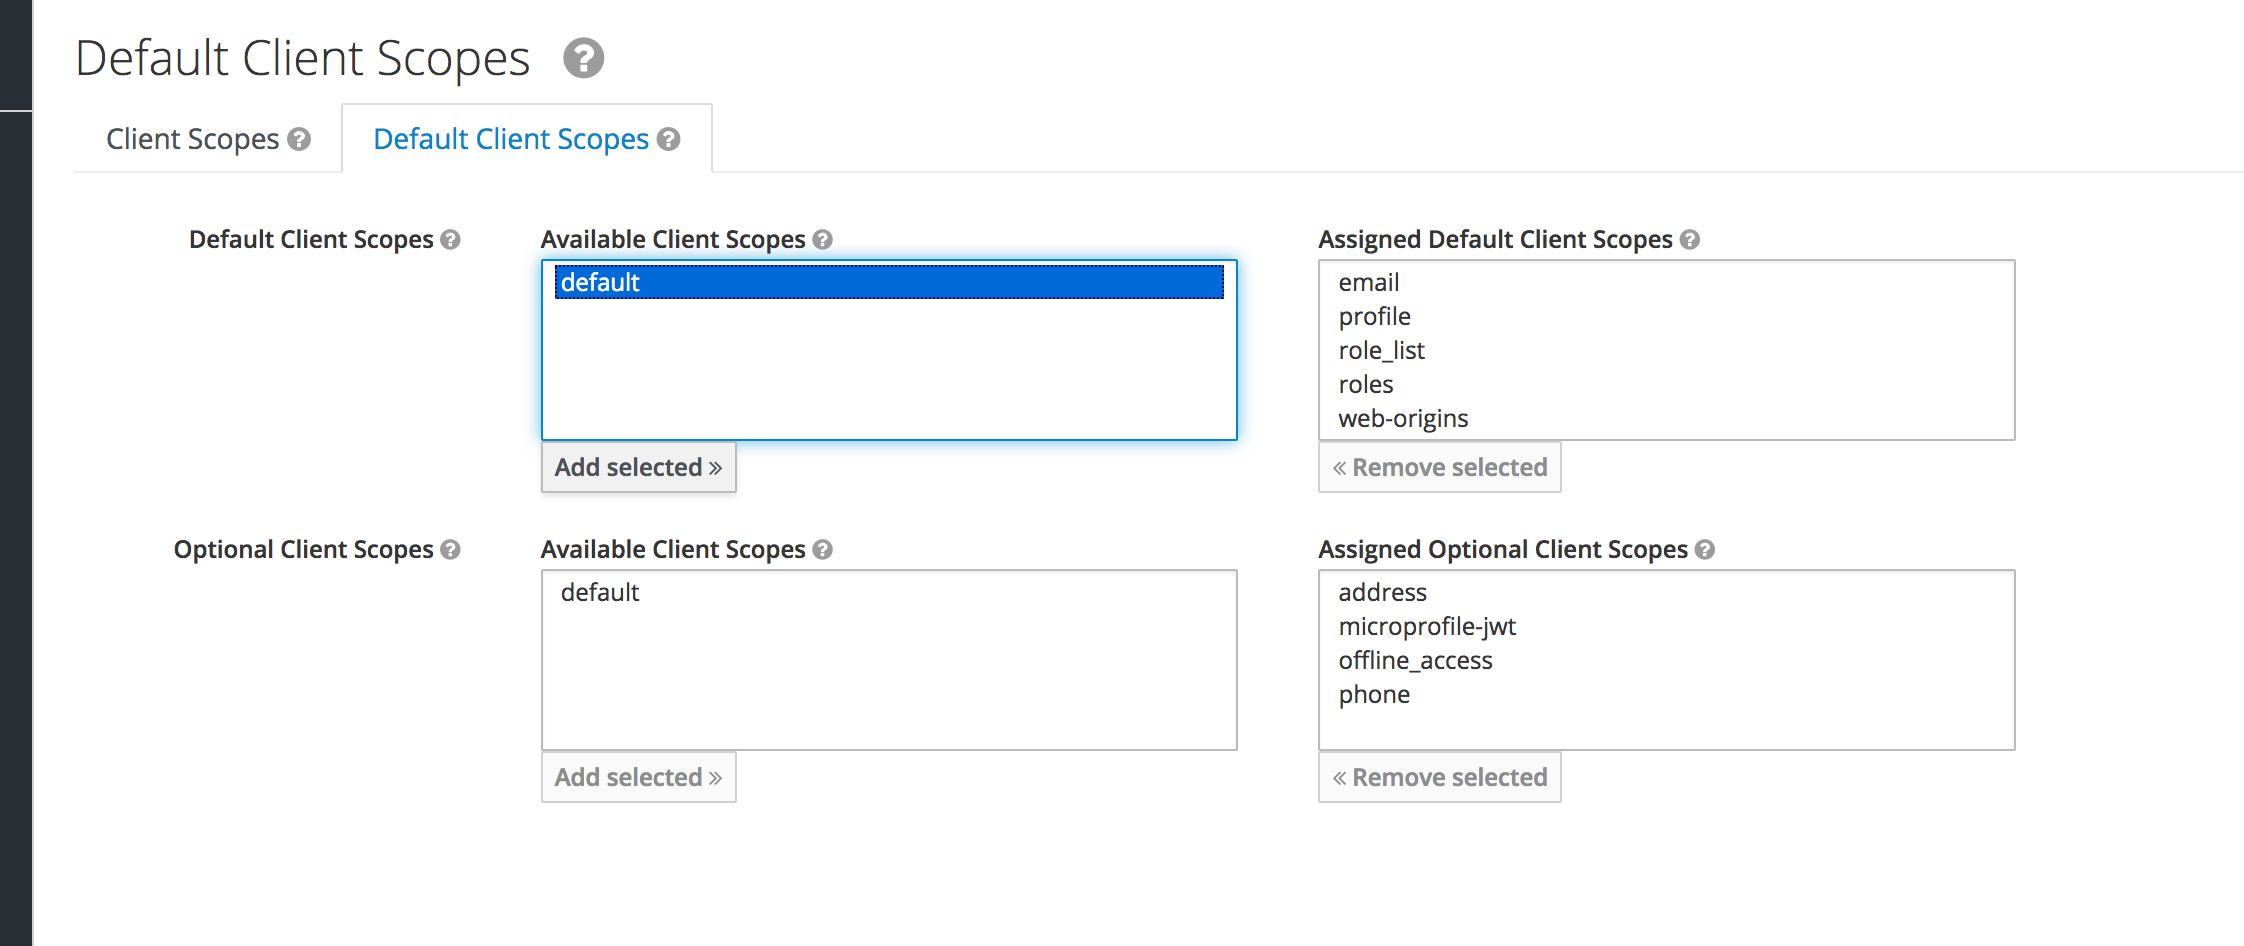 Default Client Scopes
Client Scopes
Default Client Scopes
Default Client Scopes
Available Client Scopes
default
Add selected »
Assigned Default Client Scopes
email
profile
role_list
roles
web-origins
« Remove selected
Optional Client Scopes
Available Client Scopes
default
Add selected »
Assigned Optional Client Scopes
address
microprofile-jwt
offline_access
phone
« Remove selected